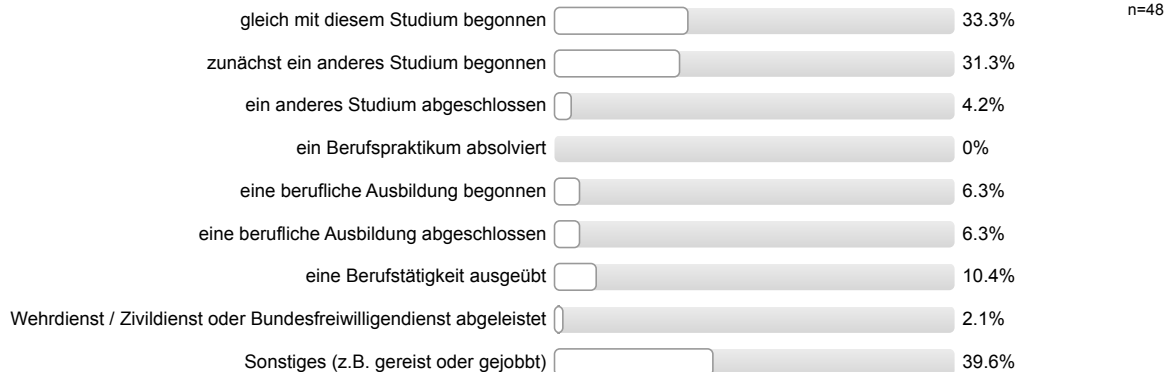 gleich mit diesem Studium begonnen 33.3% n=48
zunächst ein anderes Studium begonnen 31.3%
ein anderes Studium abgeschlossen 4.2%
ein Berufspraktikum absolviert 0%
eine berufliche Ausbildung begonnen 6.3%
eine berufliche Ausbildung abgeschlossen 6.3%
eine Berufstätigkeit ausgeübt 10.4%
Wehrdienst / Zivildienst oder Bundesfreiwilligendienst abgeleistet 2.1%
Sonstiges (z.B. gereist oder gejobbt) 39.6%